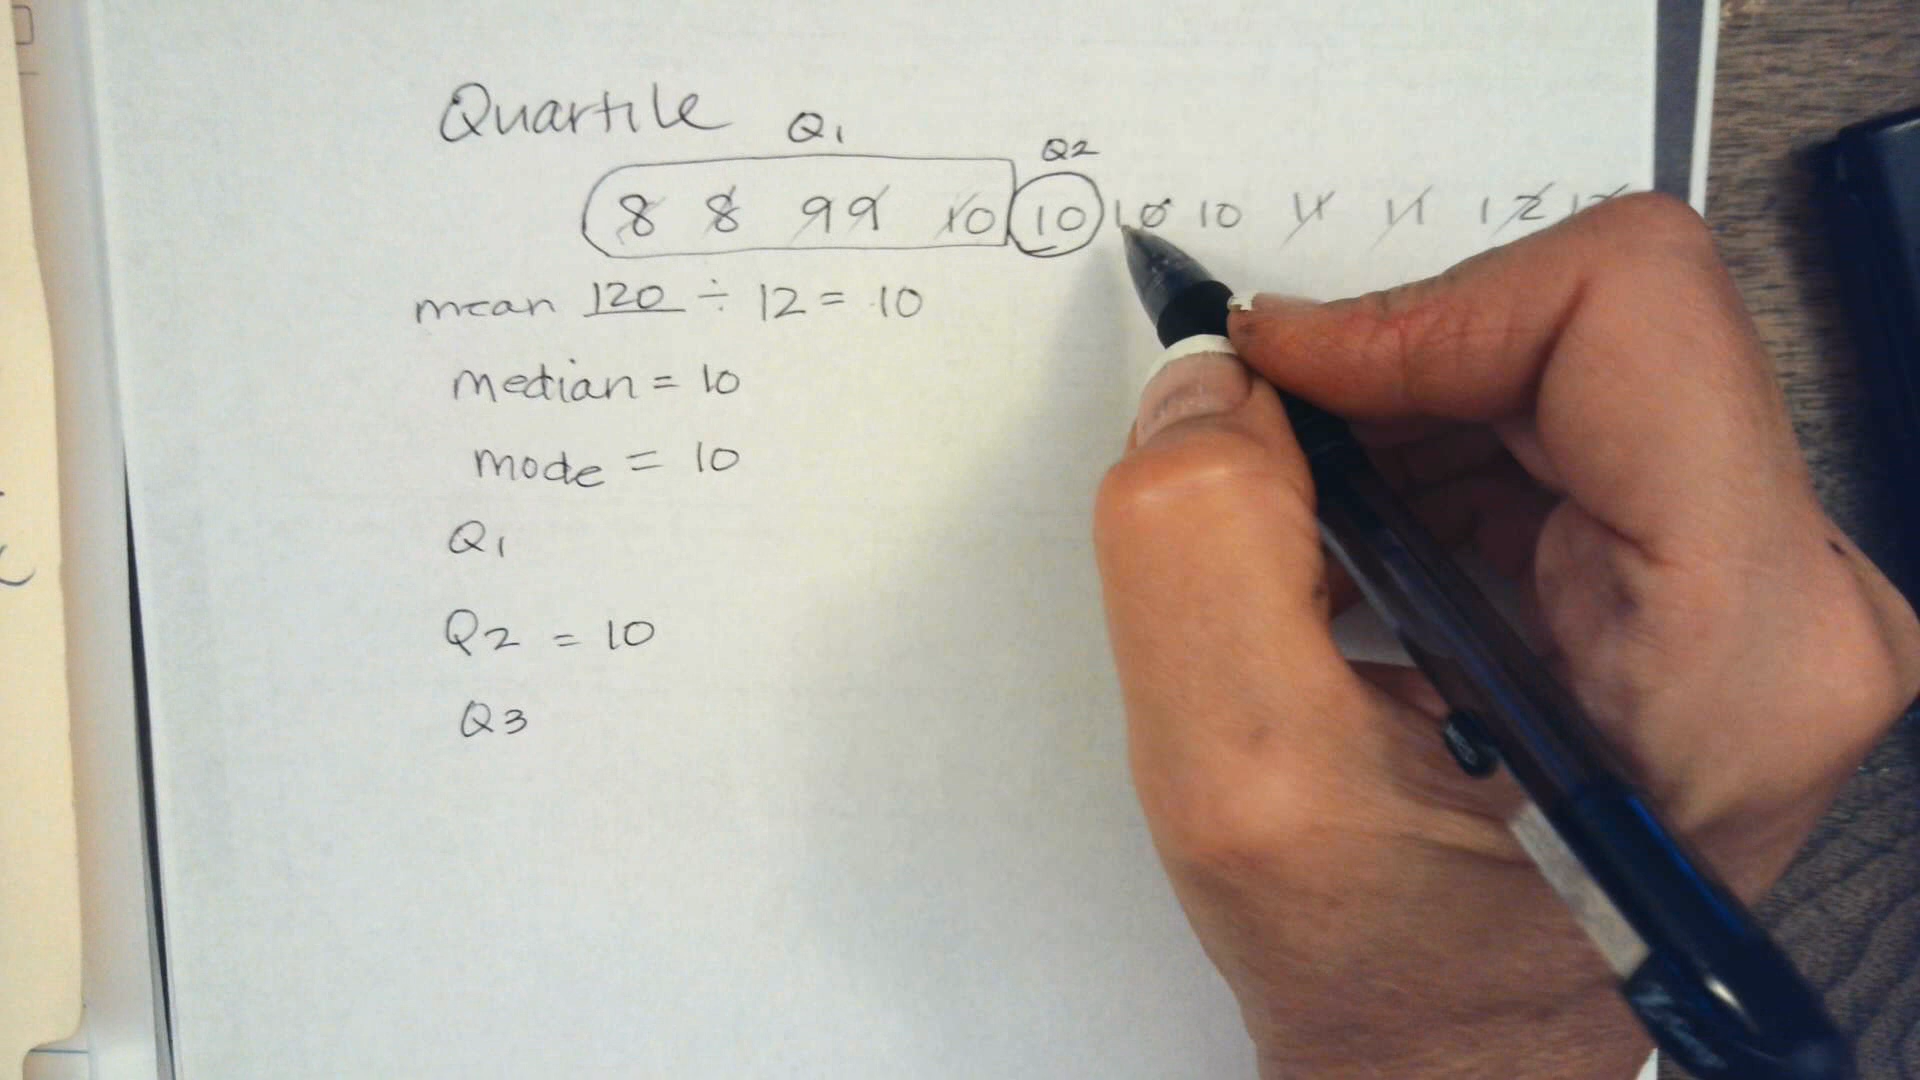 Quartile Q1 Q2
8 8 9 9 10 10 10 10 11 11 12
mean 120 ÷ 12 = 10
median = 10
mode = 10
Q1
Q2 = 10
Q3